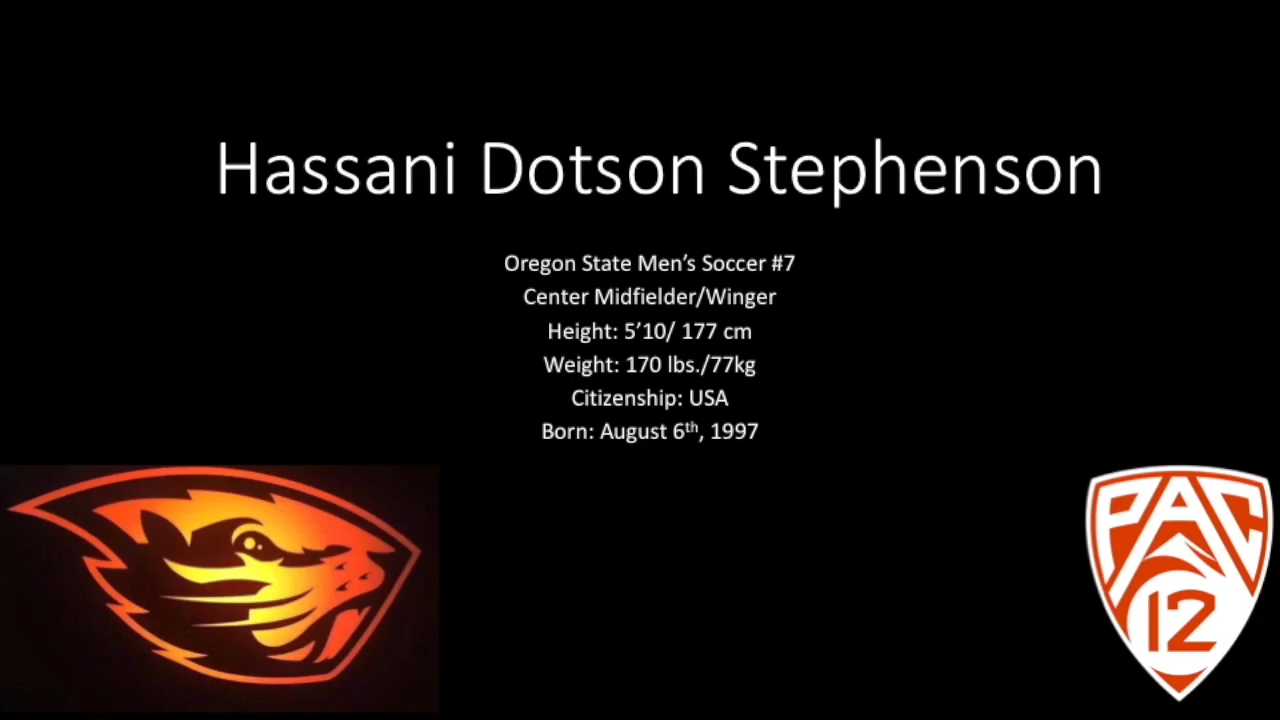 Hassani Dotson Stephenson
Oregon State Men’s Soccer #7
Center Midfielder/Winger
Height: 5’10/ 177 cm
Weight: 170 lbs./77kg
Citizenship: USA
Born: August 6th, 1997
PAC
12